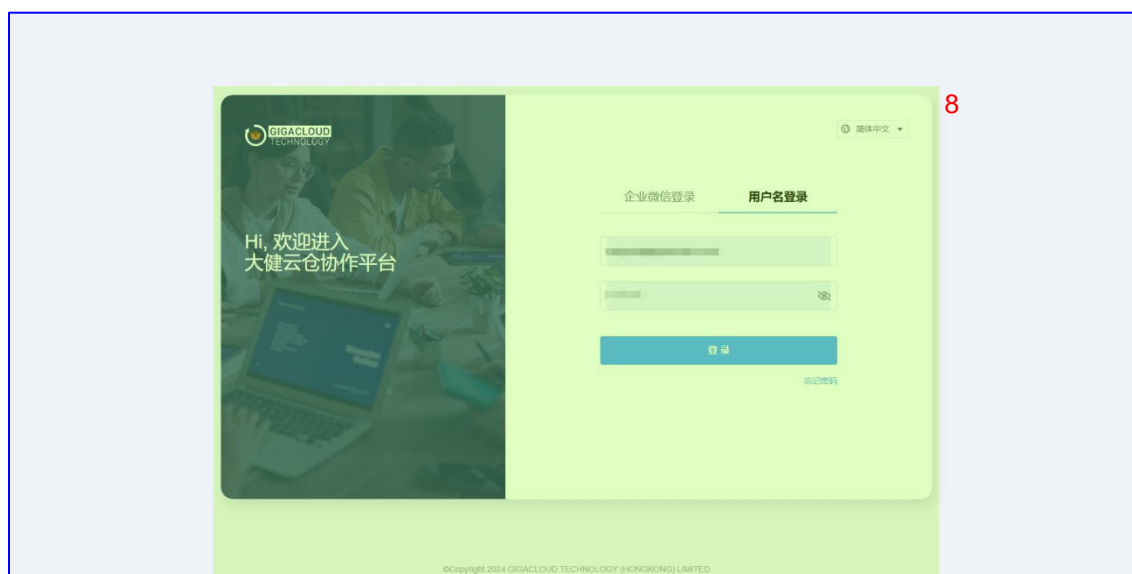 8
GIGACLOUD
TECHNOLOGY
简体中文
企业微信登录 用户名登录
Hi, 欢迎进入
大健云仓协作平台
登录
忘记密码
©Copyright 2024 GIGACLOUD TECHNOLOGY (HONGKONG) LIMITED